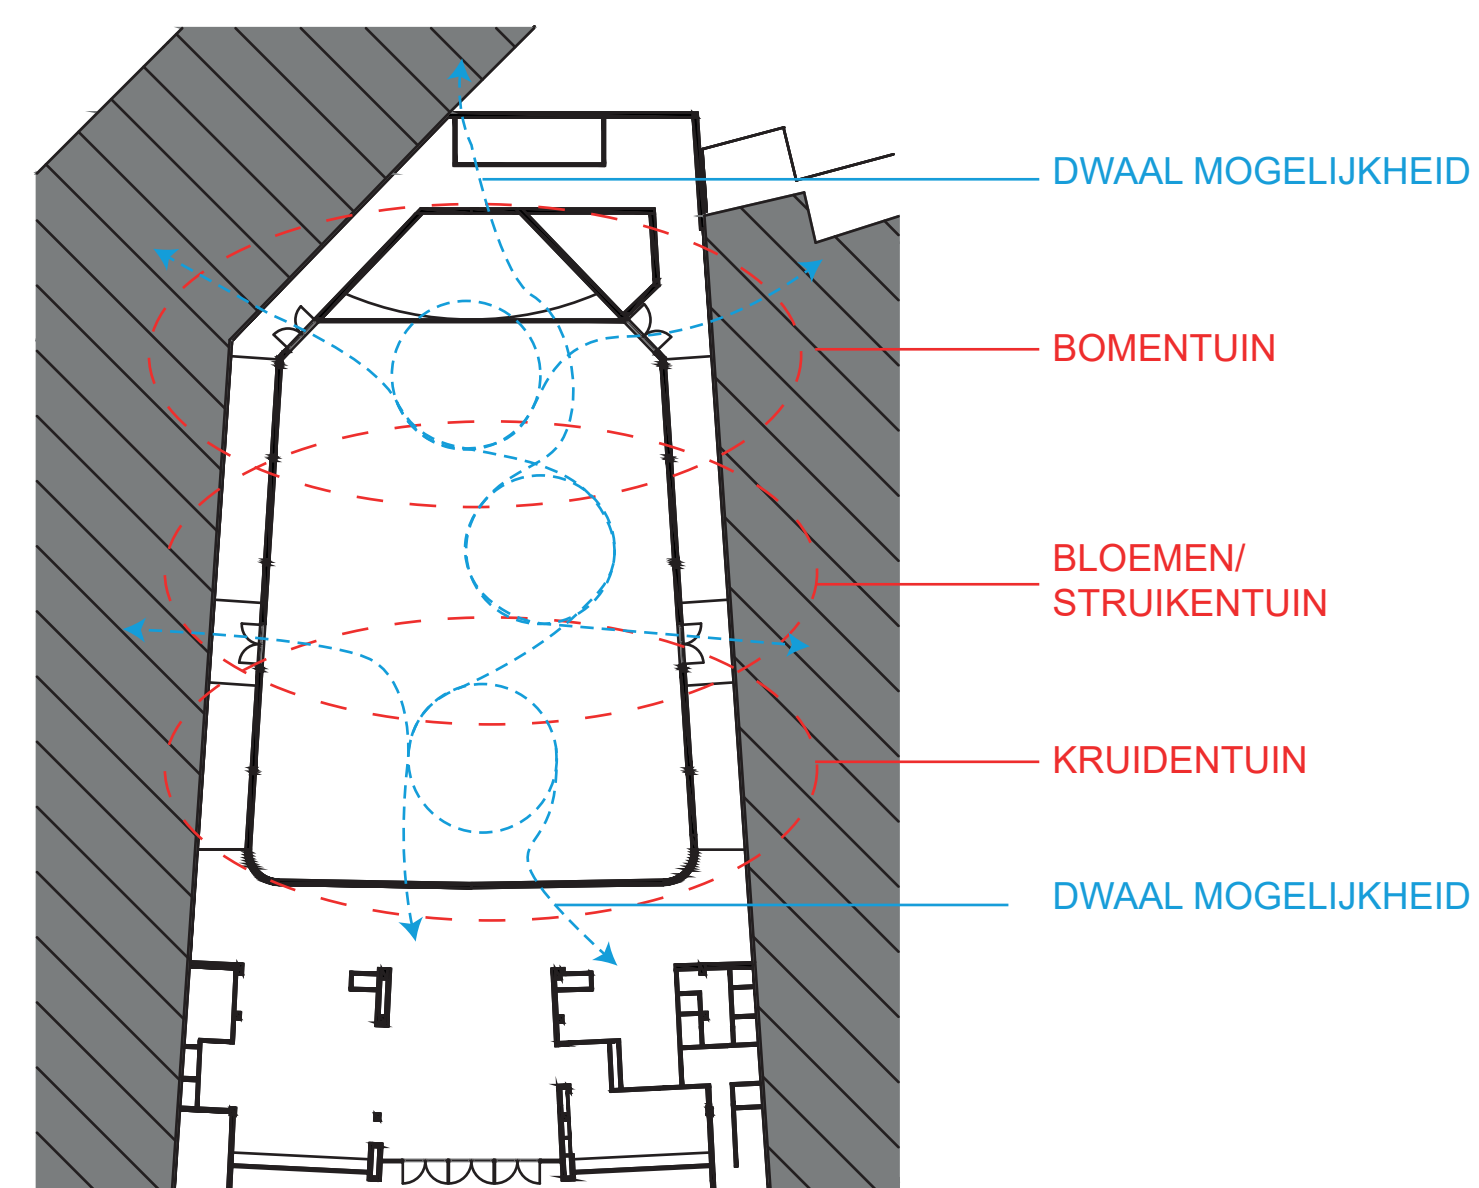 DWAAL MOGELIJKHEID
BOMENTUIN
BLOEMEN/
STRUIKENTUIN
KRUIDENTUIN
DWAAL MOGELIJKHEID